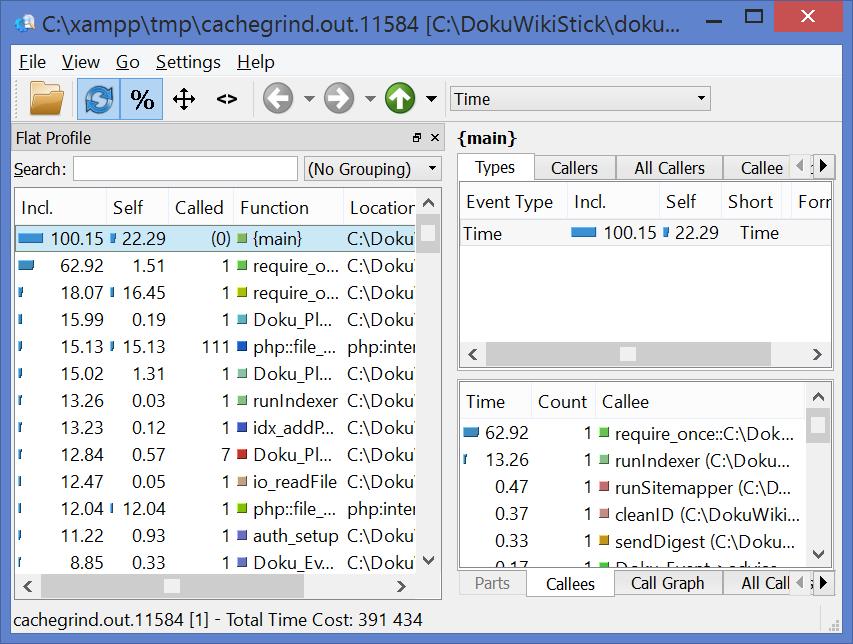 C:\xampp\tmp\cachegrind.out.11584 [C:\DokuWikiStick\doku...
File View Go Settings Help
% <> Time
Flat Profile
Search: (No Grouping)
Incl. Self Called Function Location
100.15 22.29 (0) {main} C:\Doku
62.92 1.51 1 require_o... C:\Doku
18.07 16.45 1 require_o... C:\Doku
15.99 0.19 1 Doku_Pl... C:\Doku
15.13 15.13 111 php::file_... php:inter
15.02 1.31 1 Doku_Pl... C:\Doku
13.26 0.03 1 runIndexer C:\Doku
13.23 0.12 1 idx_addP... C:\Doku
12.84 0.57 7 Doku_Pl... C:\Doku
12.47 0.05 1 io_readFile C:\Doku
12.04 12.04 1 php::file_... php:inter
11.22 0.93 1 auth_setup C:\Doku
8.85 0.33 1 Doku_Ev... C:\Doku
{main}
Types Callers All Callers Callee
Event Type Incl. Self Short Form
Time 100.15 22.29 Time
Time Count Callee
62.92 1 require_once::C:\Dok...
13.26 1 runIndexer (C:\Doku...
0.47 1 runSitemapper (C:\D...
0.37 1 cleanID (C:\DokuWiki...
0.33 1 sendDigest (C:\Doku...
0.17 1 Doku_Event->advise
Parts Callees Call Graph All Call
cachegrind.out.11584 [1] - Total Time Cost: 391 434